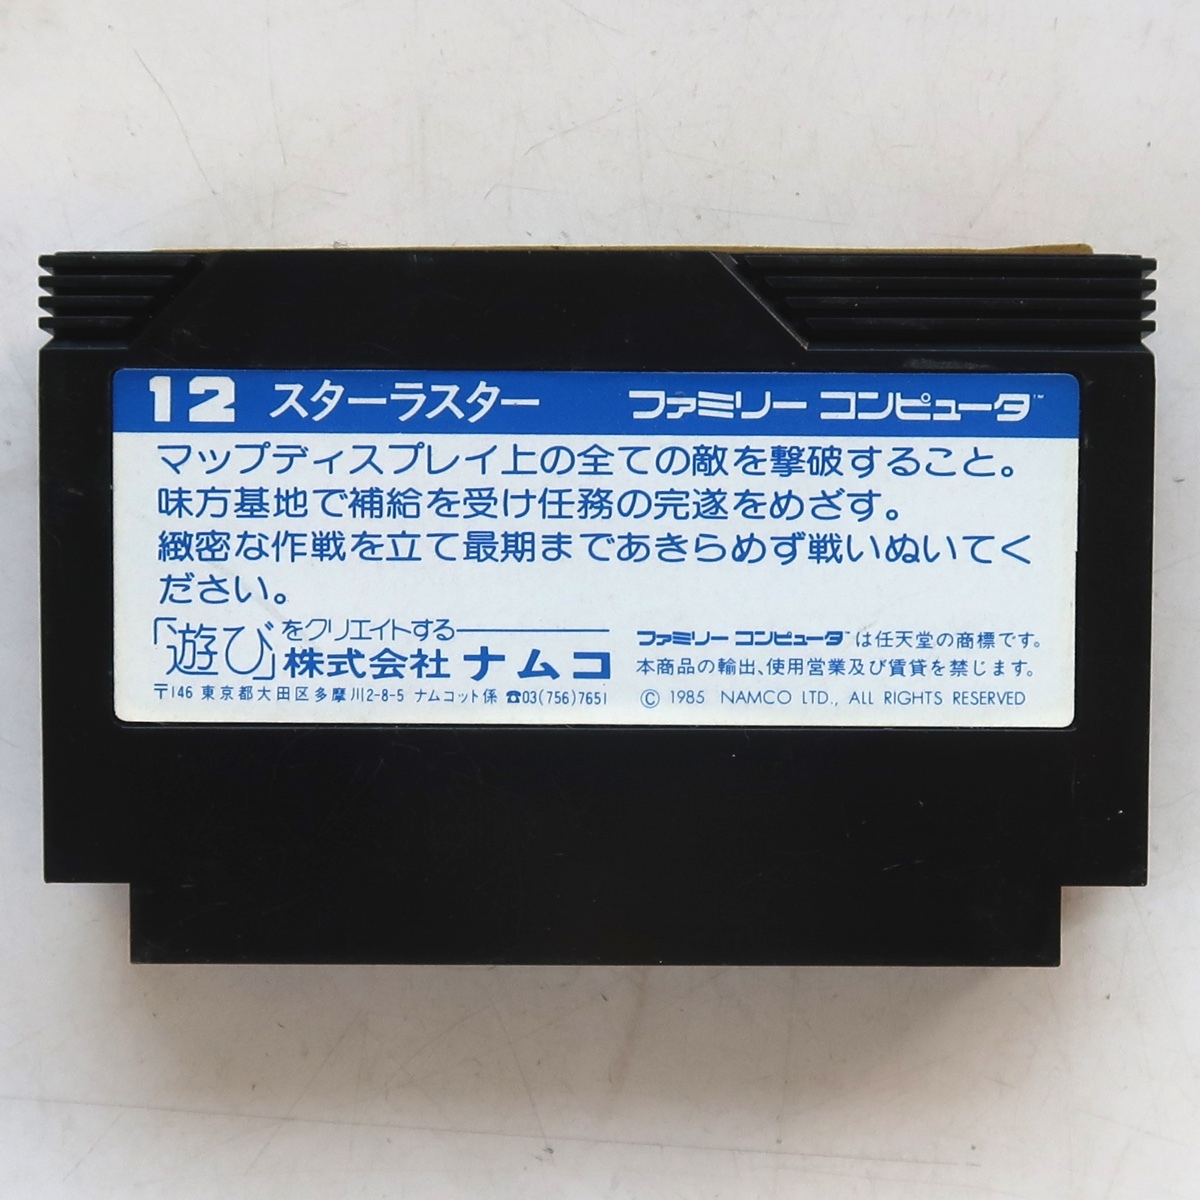 12 スターラスター ファミリー コンピュータ™
マップディスプレイ上の全ての敵を撃破すること。
味方基地で補給を受け任務の完遂をめざす。
緻密な作戦を立て最期まであきらめず戦いぬいてく
ださい。
「遊び」をクリエイトする
株式会社 ナムコ
〒146 東京都大田区多摩川2-8-5 ナムコット係 ☎03(756)7651
ファミリー コンピュータ™は任天堂の商標です。
本商品の輸出、使用営業及び賃貸を禁じます。
© 1985 NAMCO LTD., ALL RIGHTS RESERVED